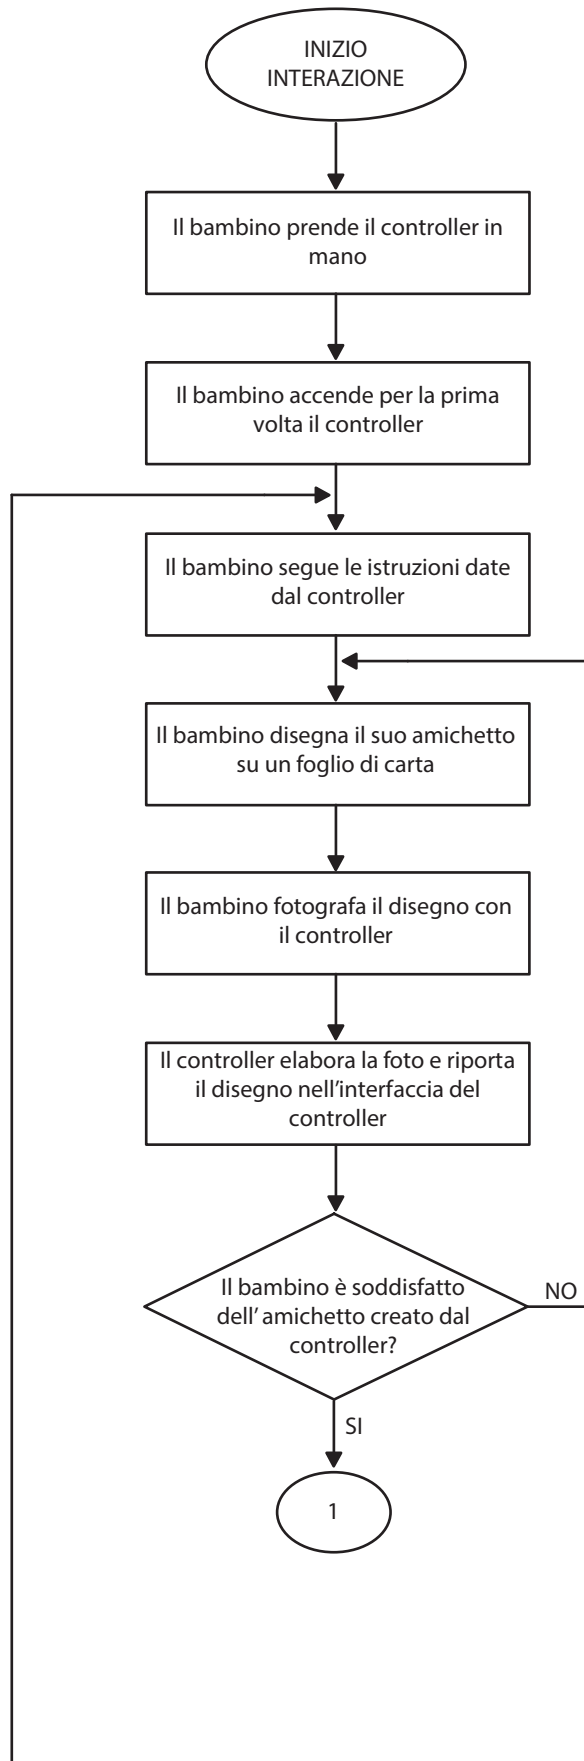 INIZIO
INTERAZIONE
Il bambino prende il controller in
mano
Il bambino accende per la prima
volta il controller
Il bambino segue le istruzioni date
dal controller
Il bambino disegna il suo amichetto
su un foglio di carta
Il bambino fotografa il disegno con
il controller
Il controller elabora la foto e riporta
il disegno nell’interfaccia del
controller
Il bambino è soddisfatto
dell’ amichetto creato dal
controller?
NO
SI
1